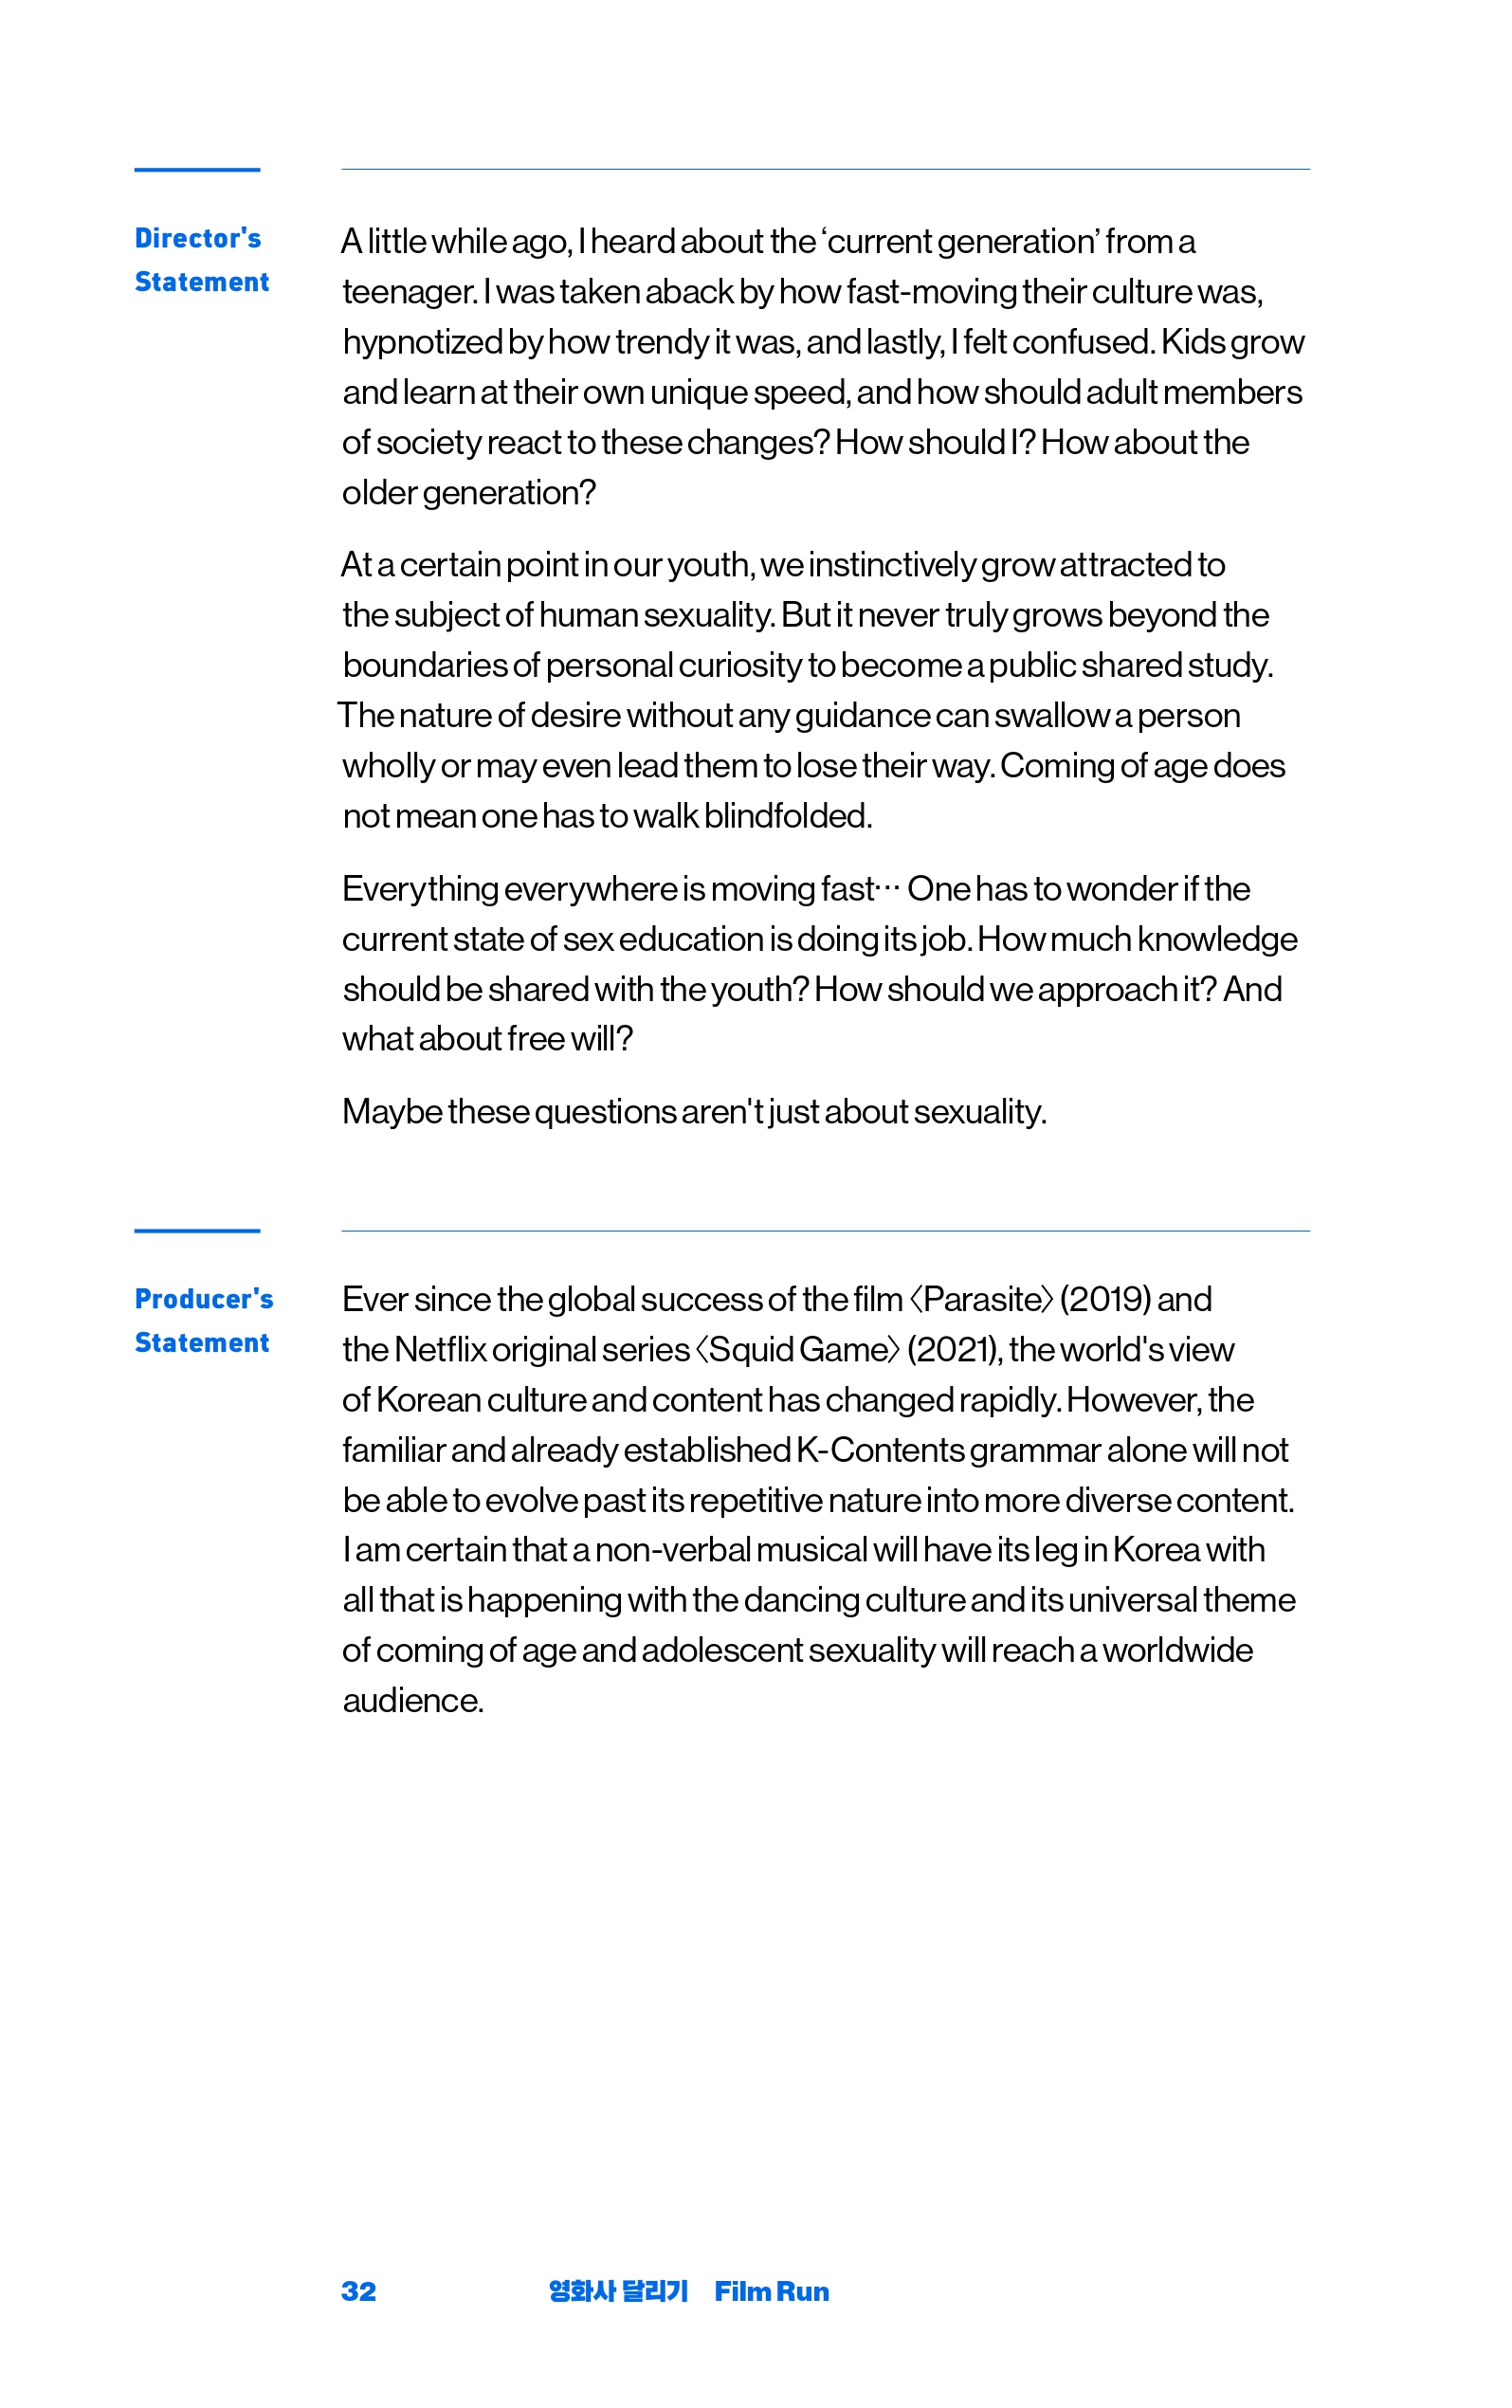 Director's
Statement
A little while ago, I heard about the ‘current generation’ from a
teenager. I was taken aback by how fast-moving their culture was,
hypnotized by how trendy it was, and lastly, I felt confused. Kids grow
and learn at their own unique speed, and how should adult members
of society react to these changes? How should I? How about the
older generation?
At a certain point in our youth, we instinctively grow attracted to
the subject of human sexuality. But it never truly grows beyond the
boundaries of personal curiosity to become a public shared study.
The nature of desire without any guidance can swallow a person
wholly or may even lead them to lose their way. Coming of age does
not mean one has to walk blindfolded.
Everything everywhere is moving fast⋯ One has to wonder if the
current state of sex education is doing its job. How much knowledge
should be shared with the youth? How should we approach it? And
what about free will?
Maybe these questions aren't just about sexuality.
Producer's
Statement
Ever since the global success of the film 〈Parasite〉 (2019) and
the Netflix original series 〈Squid Game〉 (2021), the world's view
of Korean culture and content has changed rapidly. However, the
familiar and already established K-Contents grammar alone will not
be able to evolve past its repetitive nature into more diverse content.
I am certain that a non-verbal musical will have its leg in Korea with
all that is happening with the dancing culture and its universal theme
of coming of age and adolescent sexuality will reach a worldwide
audience.
32 영화사 달리기 Film Run